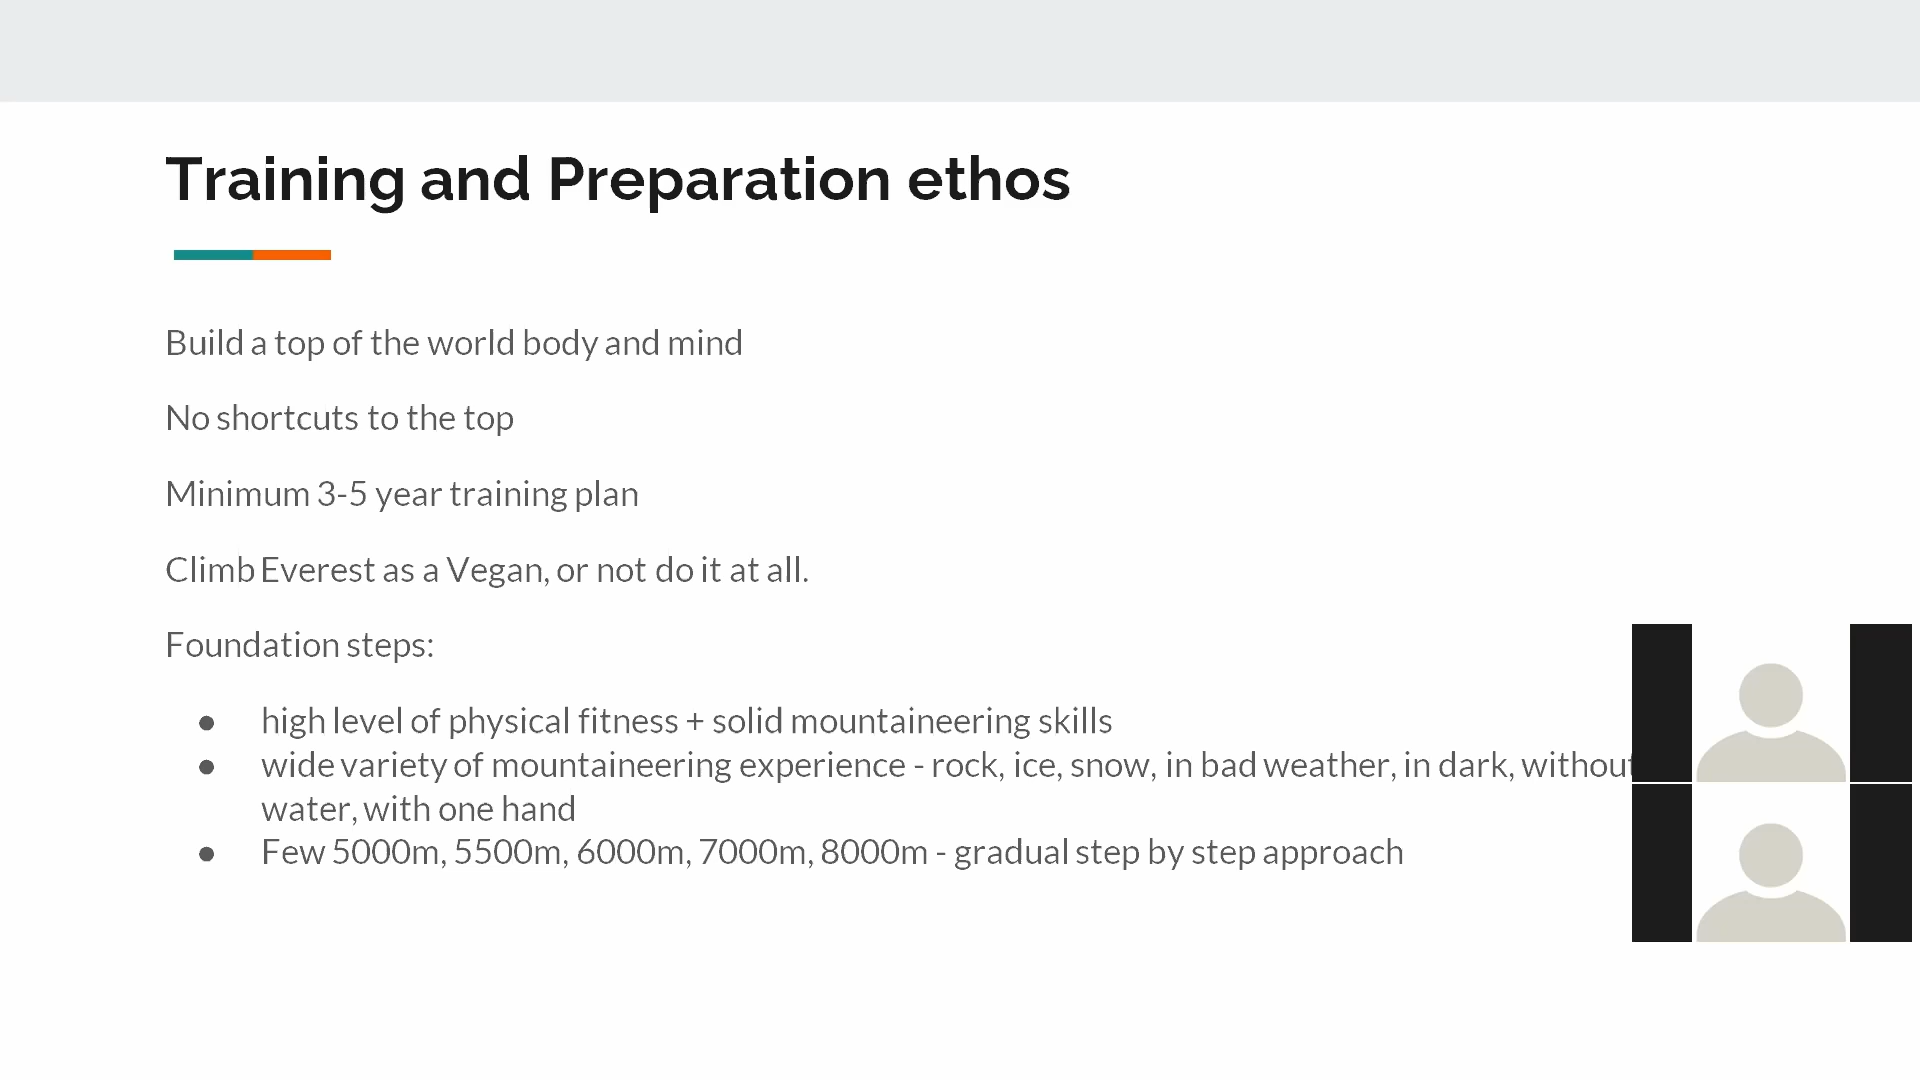 Training and Preparation ethos
Build a top of the world body and mind
No shortcuts to the top
Minimum 3-5 year training plan
Climb Everest as a Vegan, or not do it at all.
Foundation steps:
● high level of physical fitness + solid mountaineering skills
● wide variety of mountaineering experience - rock, ice, snow, in bad weather, in dark, without
water, with one hand
● Few 5000m, 5500m, 6000m, 7000m, 8000m - gradual step by step approach